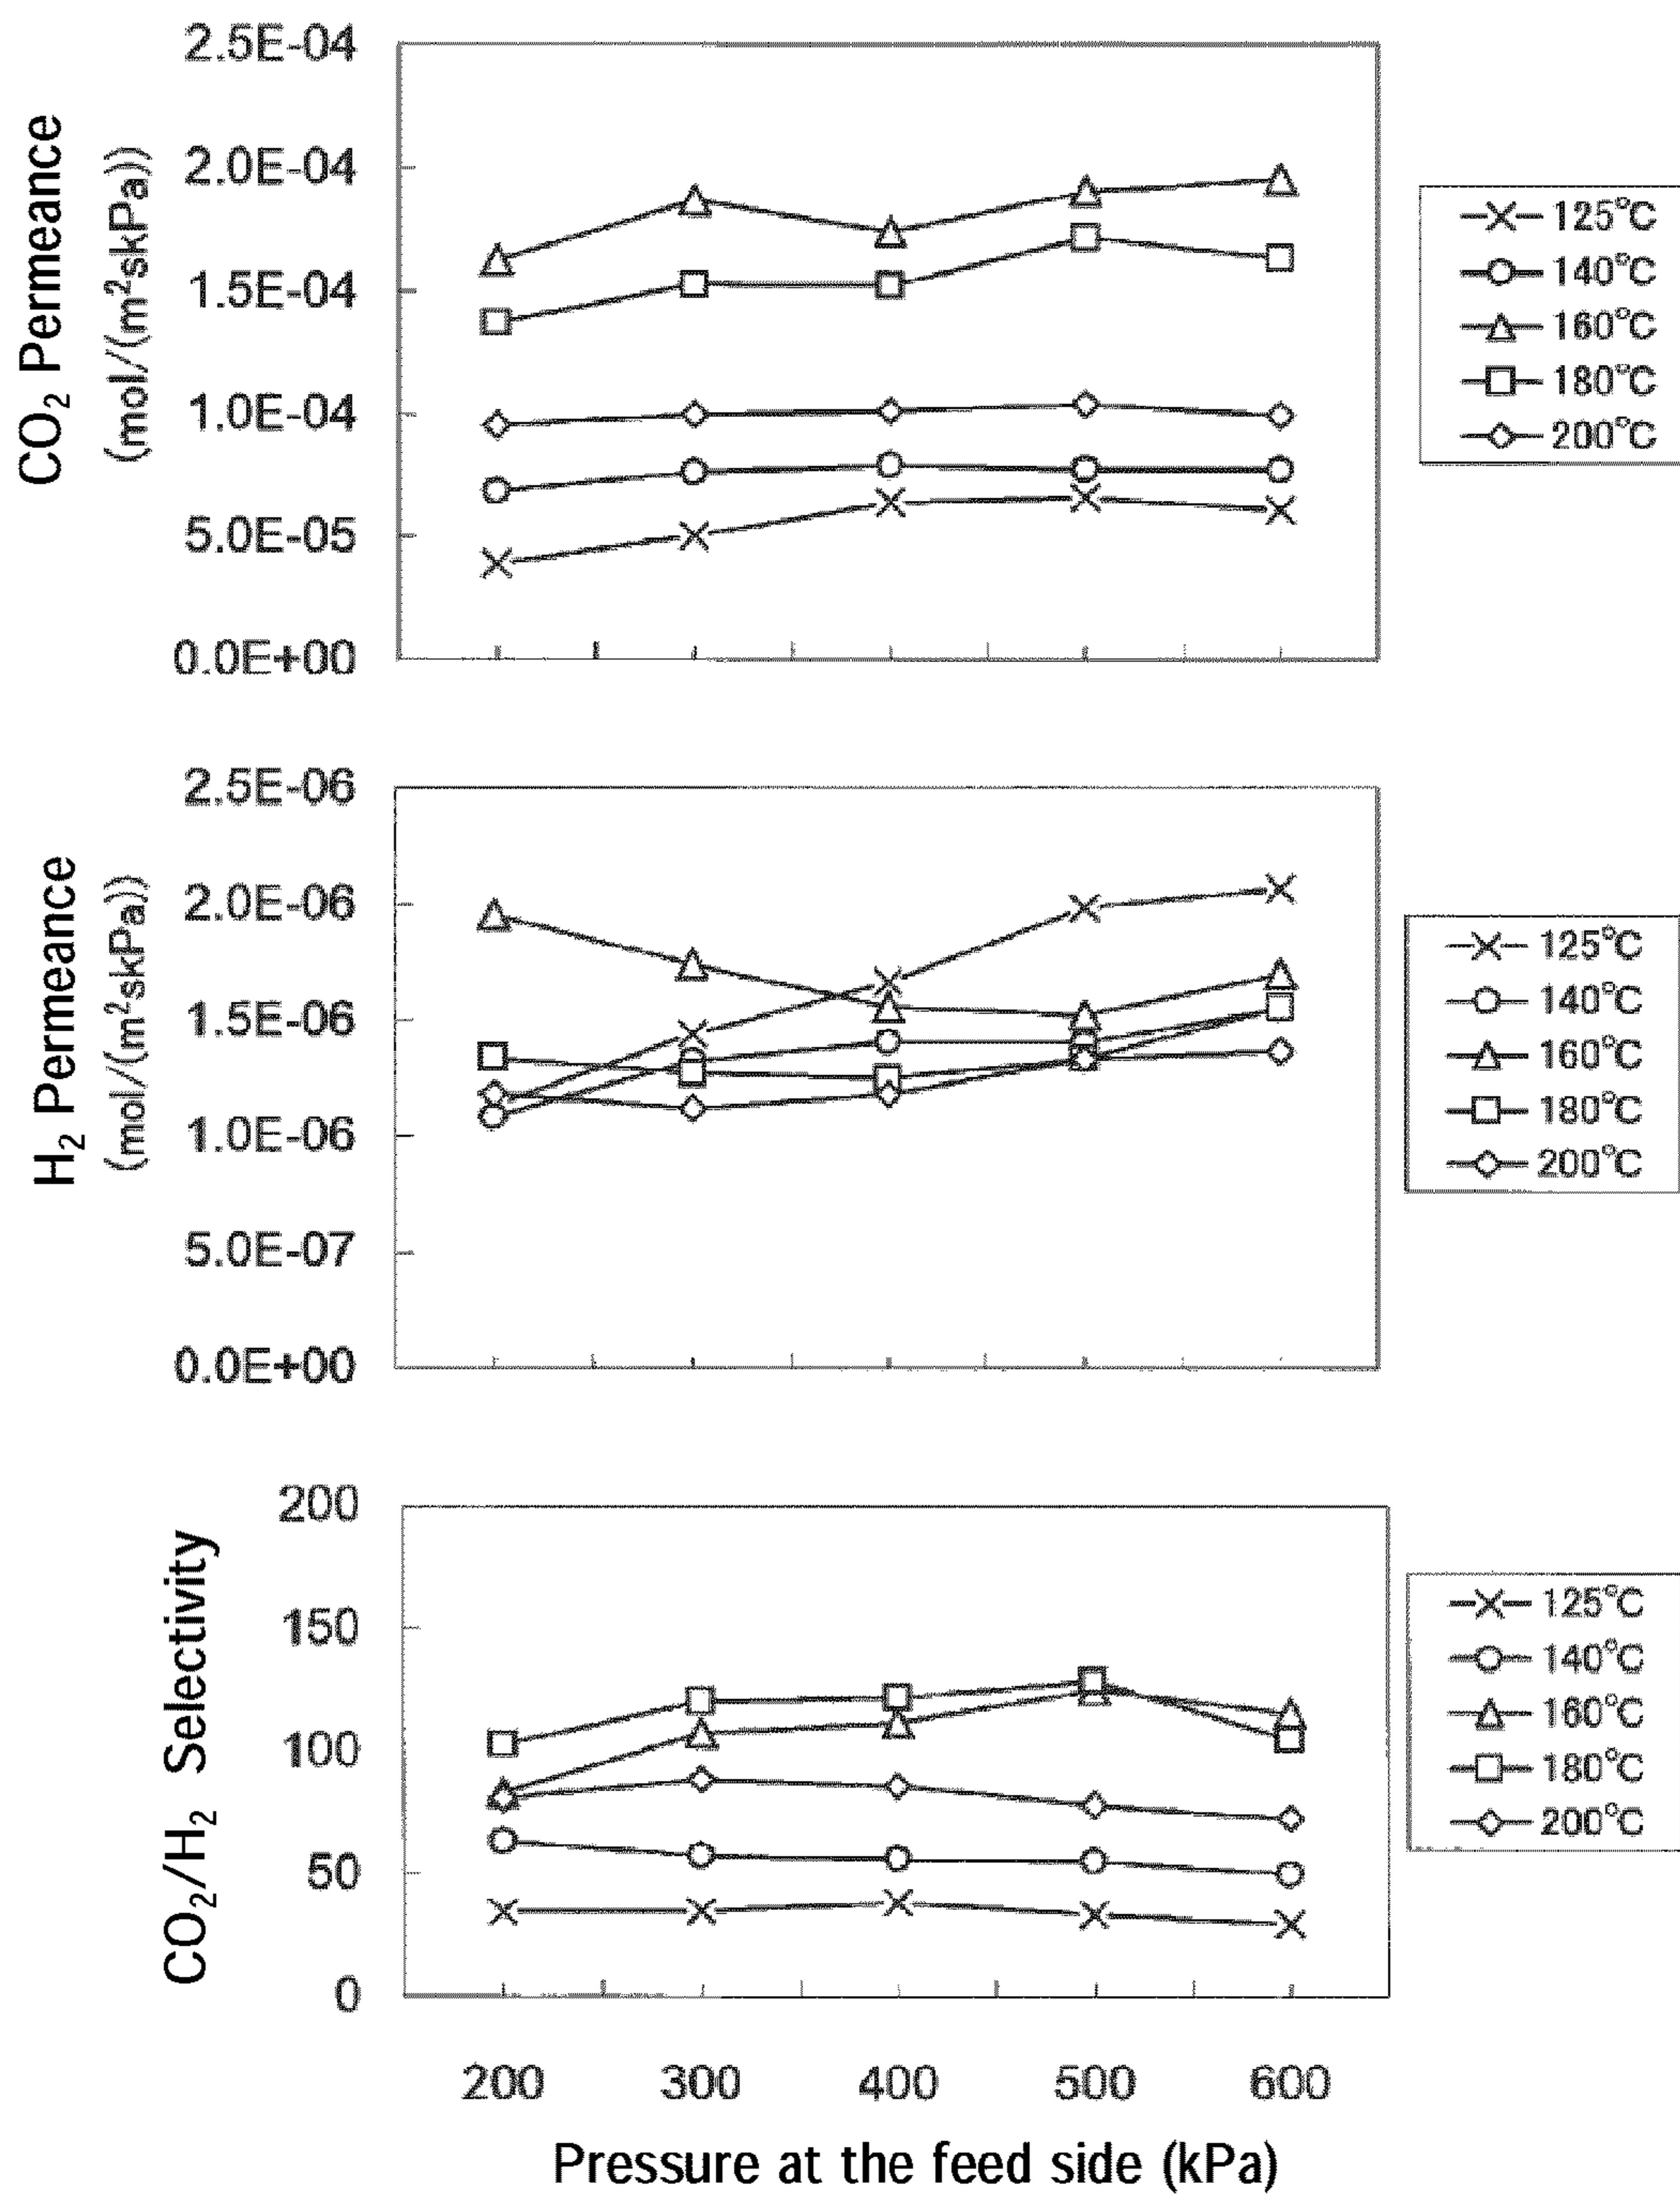 CO₂ Permeance
(mol/(m²skPa))
2.5E-04
2.0E-04
1.5E-04
1.0E-04
5.0E-05
0.0E+00
125°C
140°C
160°C
180°C
200°C
H₂ Permeance
(mol/(m²skPa))
2.5E-06
2.0E-06
1.5E-06
1.0E-06
5.0E-07
0.0E+00
125°C
140°C
160°C
180°C
200°C
CO₂/H₂ Selectivity
200
150
100
50
0
125°C
140°C
160°C
180°C
200°C
200 300 400 500 600
Pressure at the feed side (kPa)